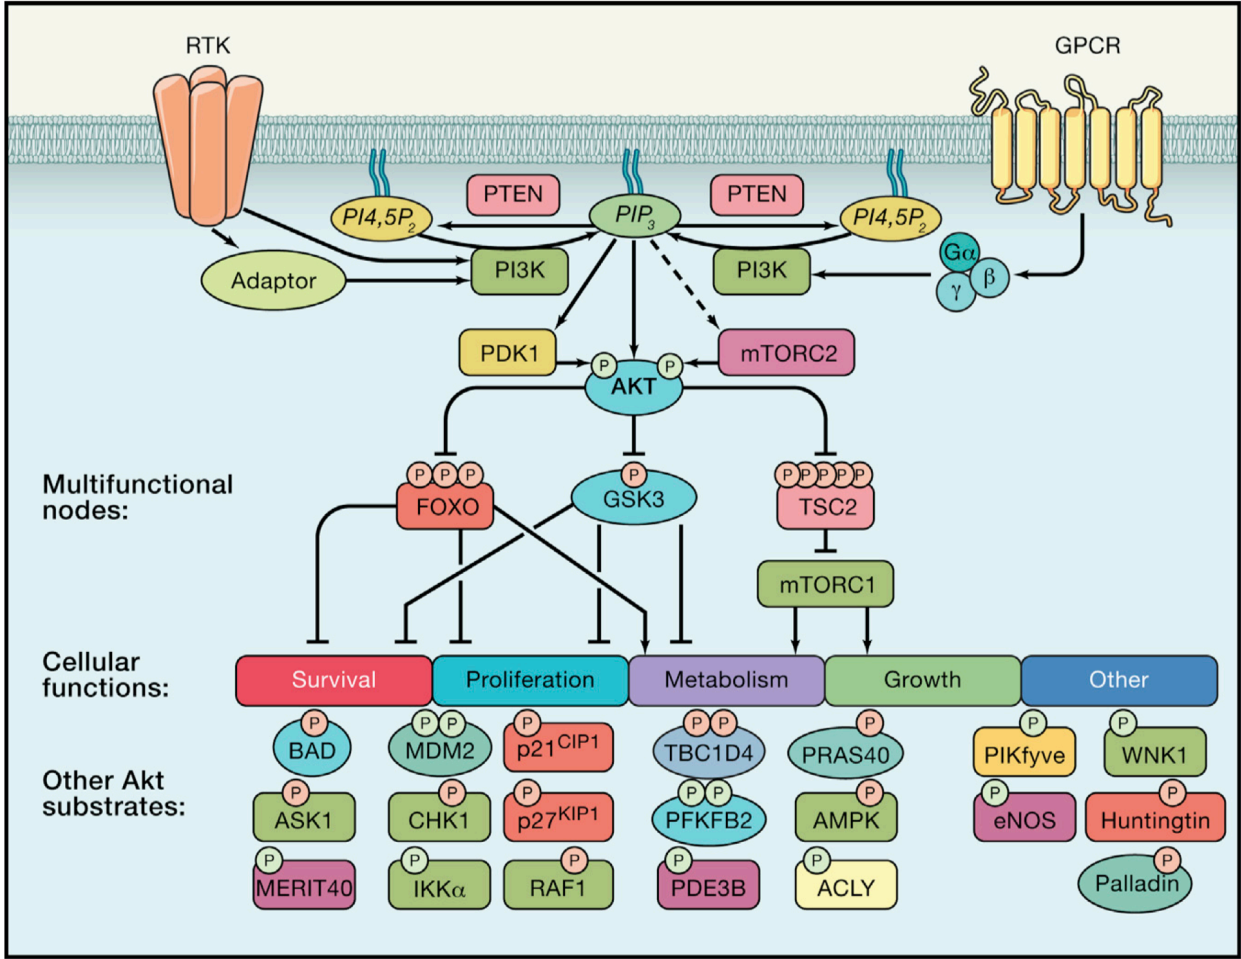 RTK
GPCR
PTEN
PTEN
PI4,5P2
PIP3
PI4,5P2
Adaptor
PI3K
PI3K
Gα
β
γ
PDK1
mTORC2
P
P
AKT
Multifunctional
nodes:
P P P
FOXO
P
GSK3
P P P P P
TSC2
mTORC1
Cellular
functions:
Survival
Proliferation
Metabolism
Growth
Other
Other Akt
substrates:
P
BAD
P P
MDM2
P
p21CIP1
P P
TBC1D4
P
PRAS40
P
PIKfyve
P
WNK1
P
ASK1
P
CHK1
P
p27KIP1
P P
PFKFB2
P
AMPK
P
eNOS
P
Huntingtin
P
MERIT40
P
IKKα
P
RAF1
P
PDE3B
P
ACLY
P
Palladin